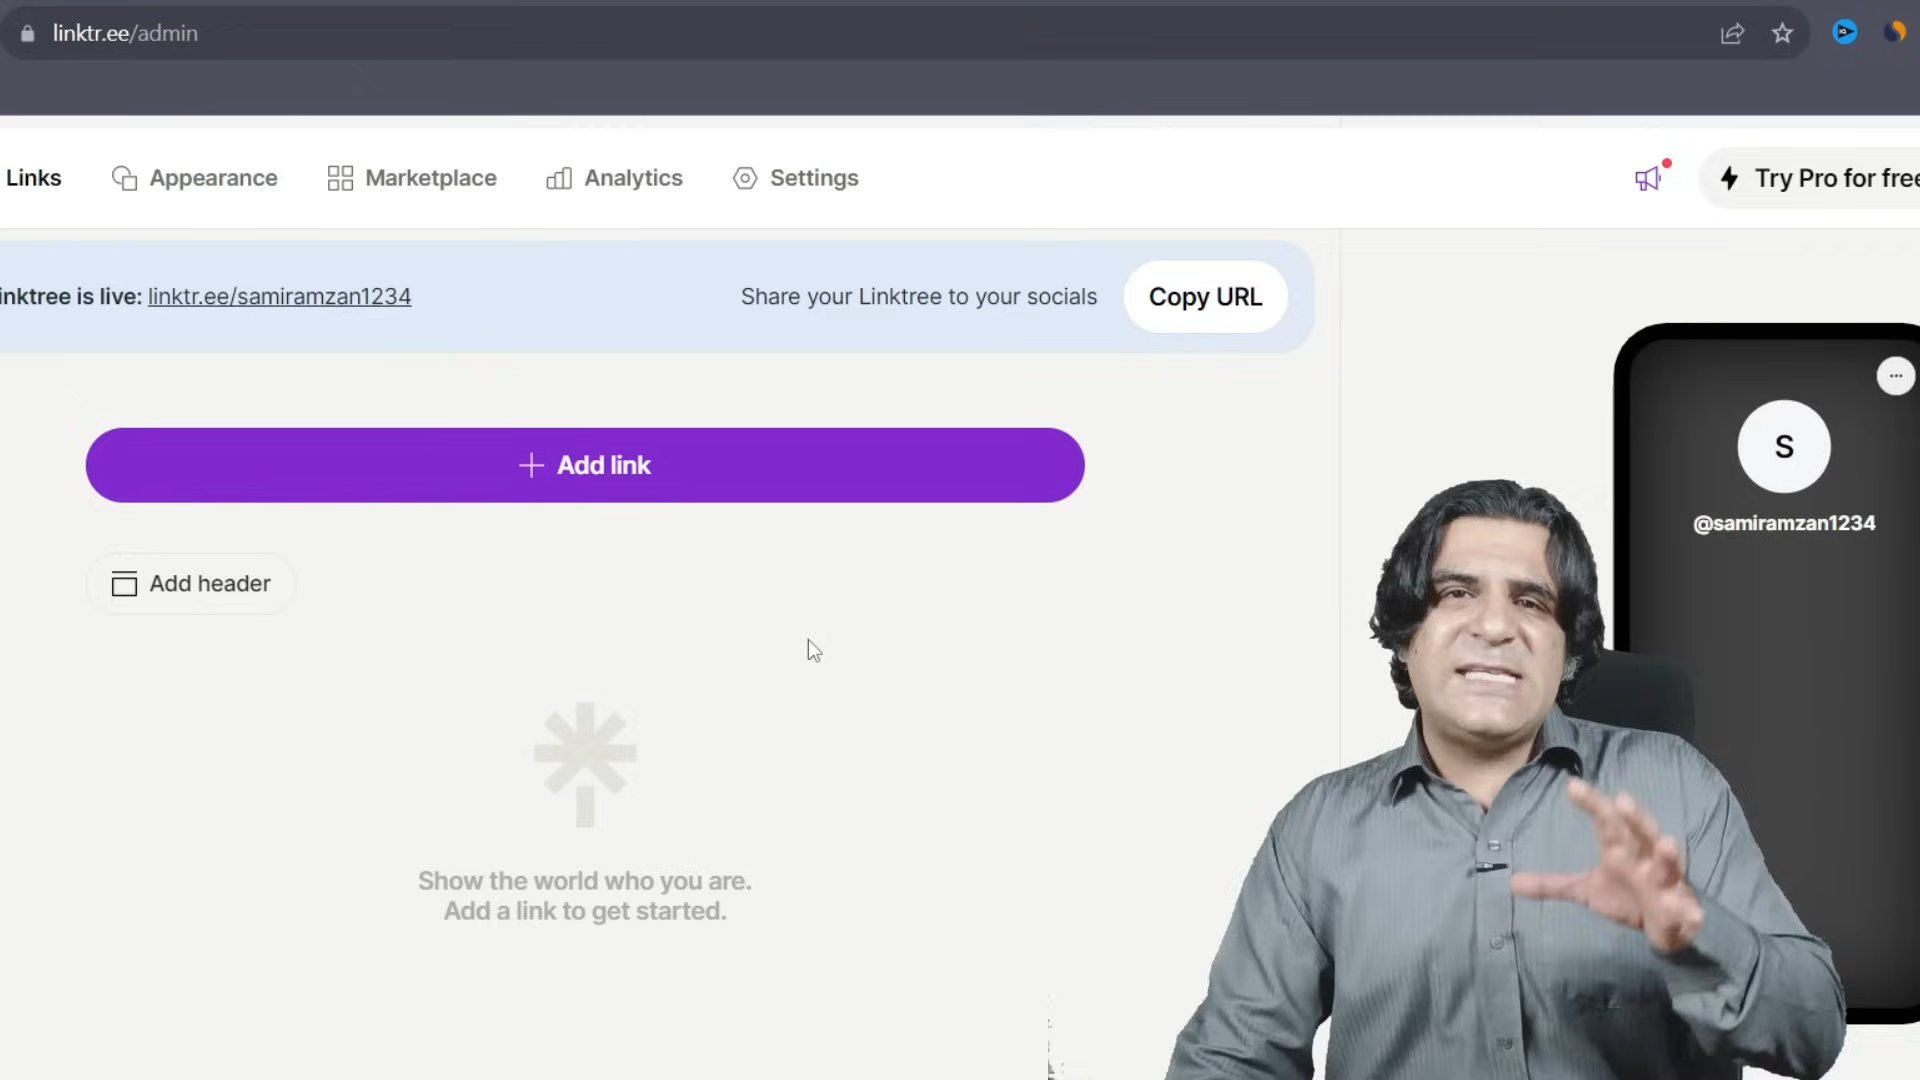 linktr.ee/admin
Links
Appearance
Marketplace
Analytics
Settings
Try Pro for free
inktree is live: linktr.ee/samiramzan1234
Share your Linktree to your socials
Copy URL
Add link
Add header
Show the world who you are.
Add a link to get started.
S
@samiramzan1234